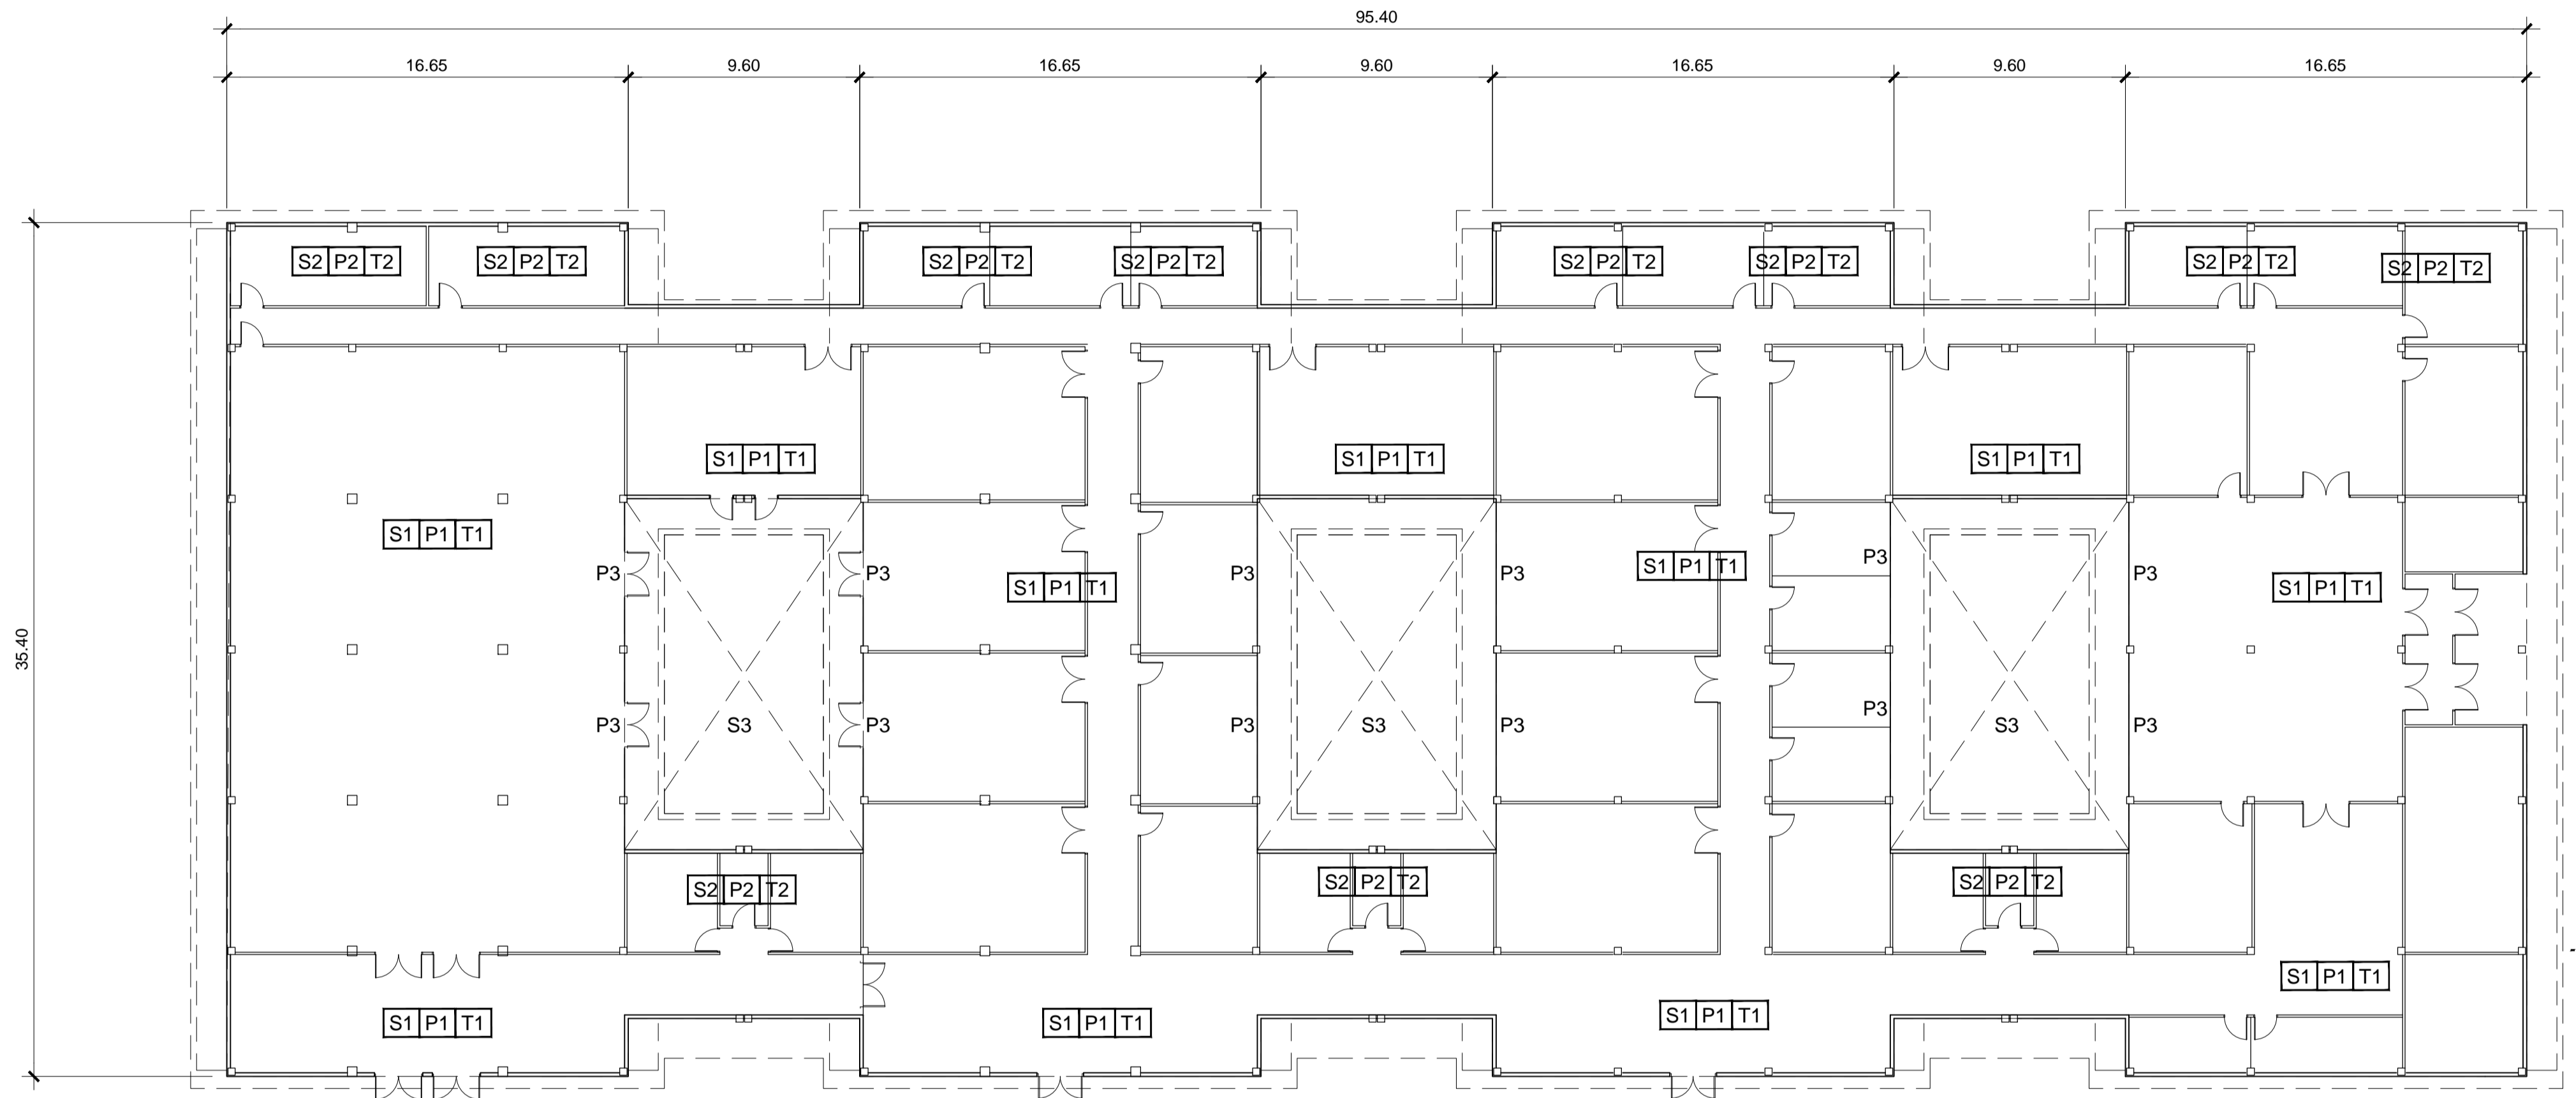 95.40
16.65 9.60 16.65 9.60 16.65 9.60 16.65
S2 P2 T2 S2 P2 T2 S2 P2 T2 S2 P2 T2 S2 P2 T2 S2 P2 T2 S2 P2 T2 S2 P2 T2
S1 P1 T1 S1 P1 T1 S1 P1 T1
S1 P1 T1
P3 P3 S1 P1 T1 P3 P3 S1 P1 T1 P3 P3 S1 P1 T1
35.40
P3 S3 P3 P3 S3 P3 P3 S3 P3
S2 P2 T2 S2 P2 T2 S2 P2 T2
S1 P1 T1
S1 P1 T1 S1 P1 T1 S1 P1 T1